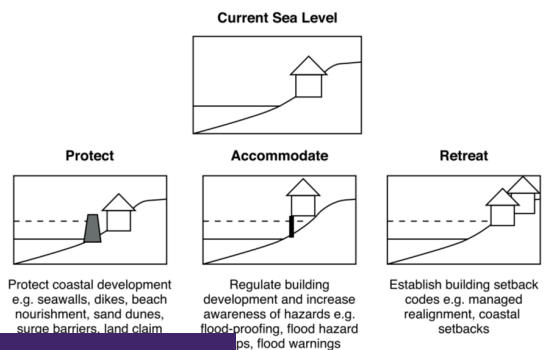 Current Sea Level
Protect
Accommodate
Retreat
Protect coastal development
e.g. seawalls, dikes, beach
nourishment, sand dunes,
surge barriers, land claim
Regulate building
development and increase
awareness of hazards e.g.
flood-proofing, flood hazard
ps, flood warnings
Establish building setback
codes e.g. managed
realignment, coastal
setbacks